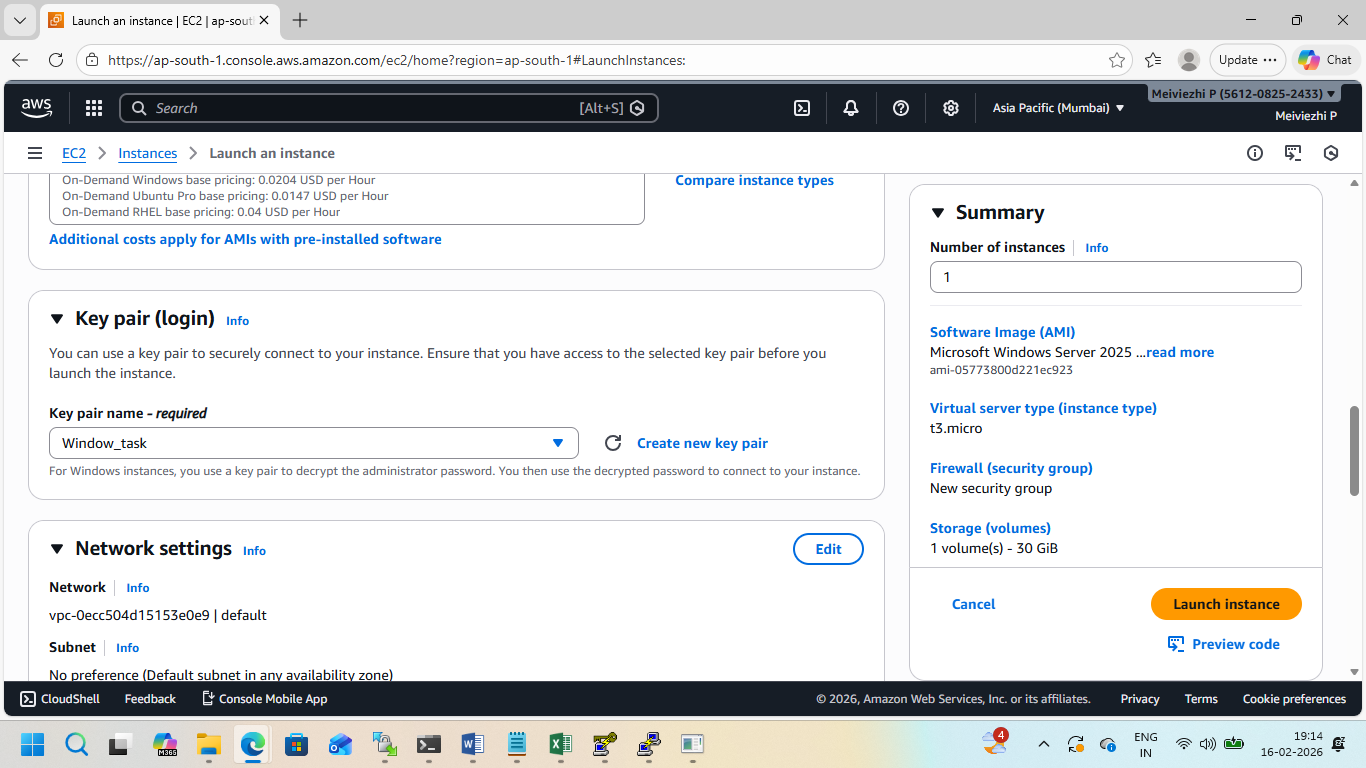 Launch an instance | EC2 | ap-sout
https://ap-south-1.console.aws.amazon.com/ec2/home?region=ap-south-1#LaunchInstances:
Update
Chat
aws
Search
[Alt+S]
Asia Pacific (Mumbai)
Meiviezhi P (5612-0825-2433)
Meiviezhi P
EC2
Instances
Launch an instance
On-Demand Windows base pricing: 0.0204 USD per Hour
On-Demand Ubuntu Pro base pricing: 0.0147 USD per Hour
On-Demand RHEL base pricing: 0.04 USD per Hour
Compare instance types
Additional costs apply for AMIs with pre-installed software
Key pair (login) Info
You can use a key pair to securely connect to your instance. Ensure that you have access to the selected key pair before you
launch the instance.
Key pair name - required
Window_task
Create new key pair
For Windows instances, you use a key pair to decrypt the administrator password. You then use the decrypted password to connect to your instance.
Network settings Info
Edit
Network Info
vpc-0ecc504d15153e0e9 | default
Subnet Info
No preference (Default subnet in any availability zone)
Summary
Number of instances Info
1
Software Image (AMI)
Microsoft Windows Server 2025 ...read more
ami-05773800d221ec923
Virtual server type (instance type)
t3.micro
Firewall (security group)
New security group
Storage (volumes)
1 volume(s) - 30 GiB
Cancel
Launch instance
Preview code
CloudShell
Feedback
Console Mobile App
© 2026, Amazon Web Services, Inc. or its affiliates.
Privacy
Terms
Cookie preferences
M365
4
ENG
IN
19:14
16-02-2026